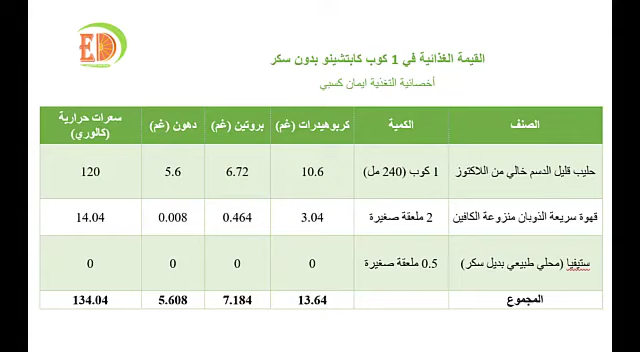 ED
القيمة الغذائية في 1 كوب كابتشينو بدون سكر
أخصائية التغذية ايمان كسبي
الصنف الكمية كربوهيدرات (غم) بروتين (غم) دهون (غم) سعرات حرارية (كالوري)
حليب قليل الدسم خالي من اللاكتوز 1 كوب (240 مل) 10.6 6.72 5.6 120
قهوة سريعة الذوبان منزوعة الكافين 2 ملعقة صغيرة 3.04 0.464 0.008 14.04
ستيفيا (محلي طبيعي بديل سكر) 0.5 ملعقة صغيرة 0 0 0 0
المجموع 13.64 7.184 5.608 134.04